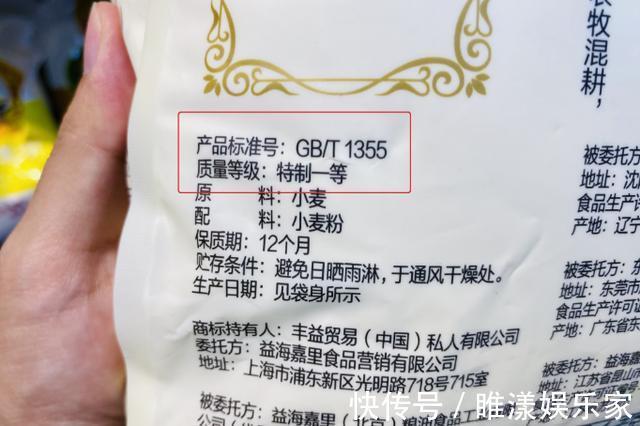 产品标准号：GB/T 1355
质量等级：特制一等
原　　料：小麦
配　　料：小麦粉
保质期：12个月
贮存条件：避免日晒雨淋，于通风干燥处。
生产日期：见袋身所示
商标持有人：丰益贸易（中国）私人有限公司
委托方：益海嘉里食品营销有限公司
地址：上海市浦东新区光明路718号715室
被委托方：益海嘉里（北京）粮油食品工
牧混耕，
被委托方：
地址：沈
食品生产许
产地：辽宁
被委托方：
地址：东莞市
食品生产许可证
产地：广东省东
被委托方：益
地址：江苏省昆山
快传号／睢漾娱乐家